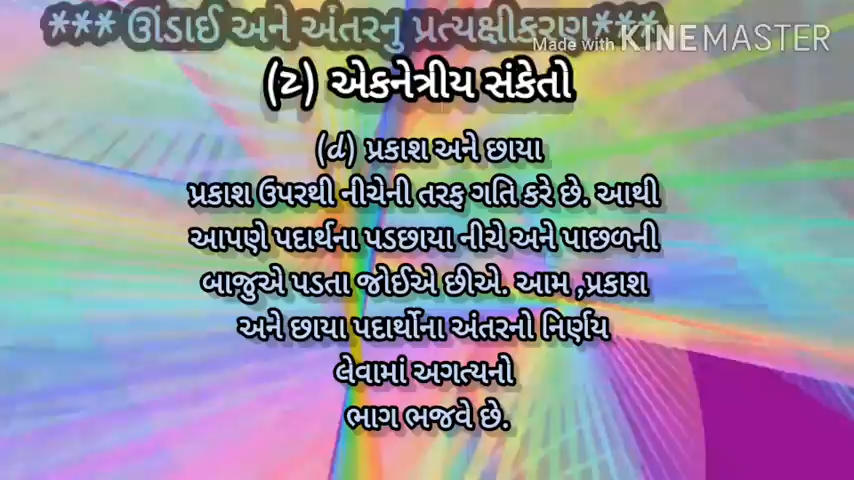 *** ઊંડાઈ અને અંતરનુ પ્રત્યક્ષીકરણ***
Made with KINEMASTER
(ટ) એકનેત્રીય સંકેતો
(d) પ્રકાશ અને છાયા
પ્રકાશ ઉપરથી નીચેની તરફ ગતિ કરે છે. આથી
આપણે પદાર્થના પડછાયા નીચે અને પાછળની
બાજુએ પડતા જોઈએ છીએ. આમ ,પ્રકાશ
અને છાયા પદાર્થોના અંતરનો નિર્ણય
લેવામાં અગત્યનો
ભાગ ભજવે છે.